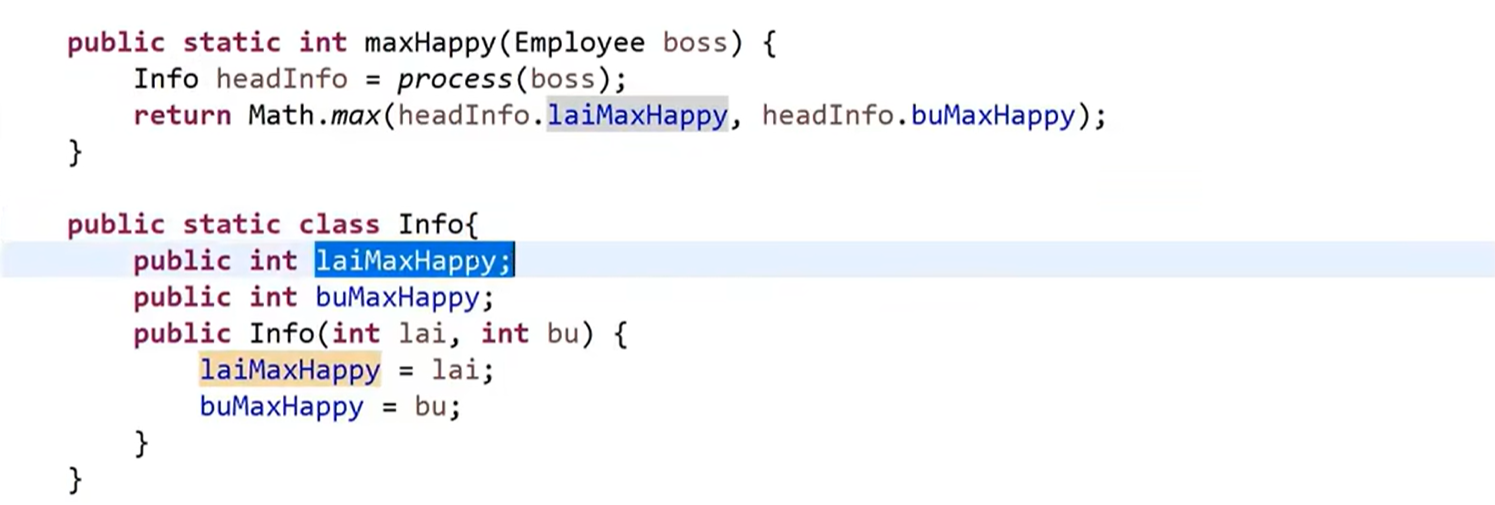 public static int maxHappy(Employee boss) {
Info headInfo = process(boss);
return Math.max(headInfo.laiMaxHappy, headInfo.buMaxHappy);
}
public static class Info{
public int laiMaxHappy;
public int buMaxHappy;
public Info(int lai, int bu) {
laiMaxHappy = lai;
buMaxHappy = bu;
}
}